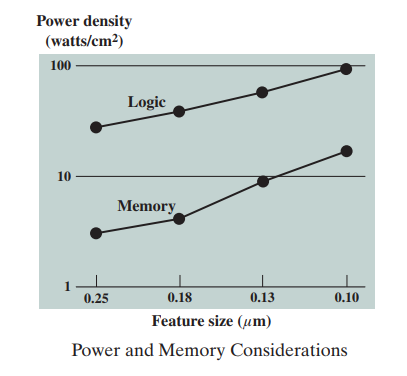 Power density
(watts/cm²)
100
Logic
10
Memory
1
0.25 0.18 0.13 0.10
Feature size (μm)
Power and Memory Considerations